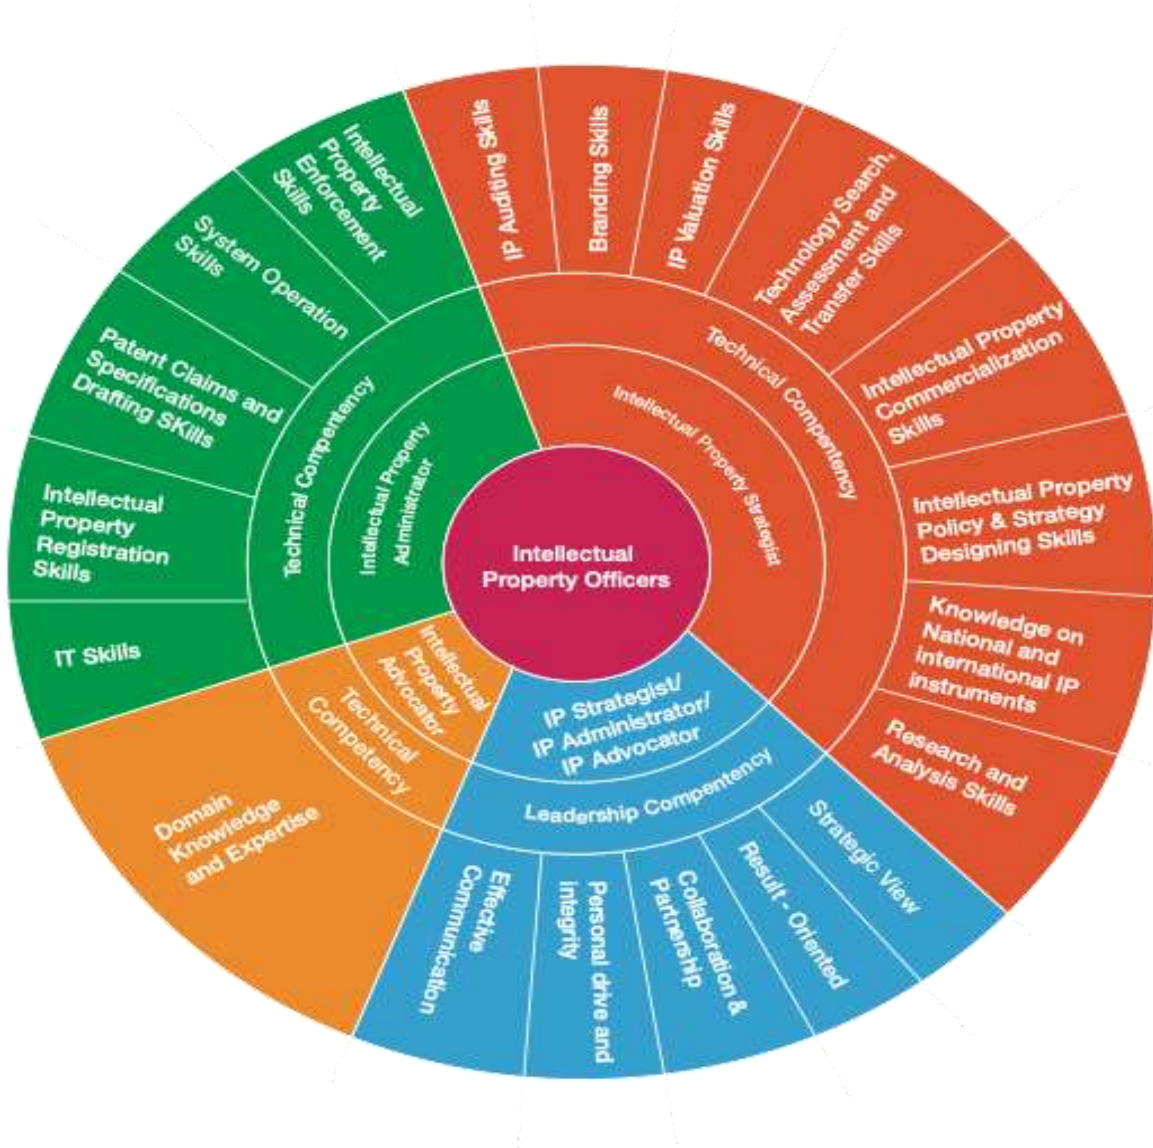 Intellectual
Property Officers
Intellectual Property Strategist
Technical Compentency
IP Auditing Skills
Branding Skills
IP Valuation Skills
Technology Search,
Assessment and
Transfer Skills
Intellectual Property
Commercialization
Skills
Intellectual Property
Policy & Strategy
Designing Skills
Knowledge on
National and
international IP
instruments
Research and
Analysis Skills
IP Strategist/
IP Administrator/
IP Advocator
Leadership Compentency
Strategic View
Result - Oriented
Collaboration &
Partnership
Personal drive and
Integrity
Effective
Communication
Intellectual
Property
Advocator
Technical
Competency
Domain
Knowledge
and Expertise
Intellectual Property
Administrator
Technical Compentency
IT Skills
Intellectual
Property
Registration
Skills
Patent Claims and
Specifications
Drafting SKills
System Operation
Skills
Intellectual
Property
Enforcement
Skills